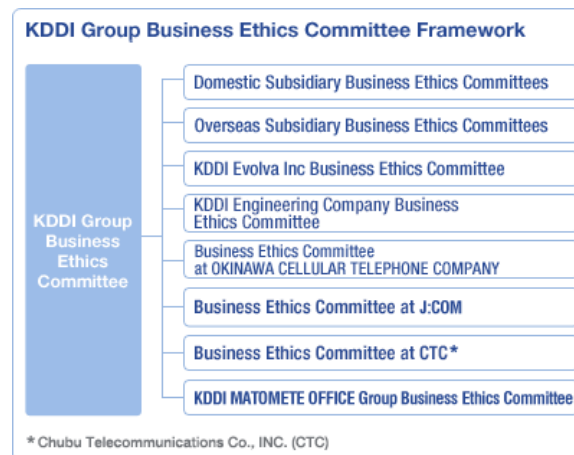 KDDI Group Business Ethics Committee Framework
KDDI Group
Business
Ethics
Committee
Domestic Subsidiary Business Ethics Committees
Overseas Subsidiary Business Ethics Committees
KDDI Evolva Inc Business Ethics Committee
KDDI Engineering Company Business
Ethics Committee
Business Ethics Committee
at OKINAWA CELLULAR TELEPHONE COMPANY
Business Ethics Committee at J:COM
Business Ethics Committee at CTC*
KDDI MATOMETE OFFICE Group Business Ethics Committee
* Chubu Telecommunications Co., INC. (CTC)